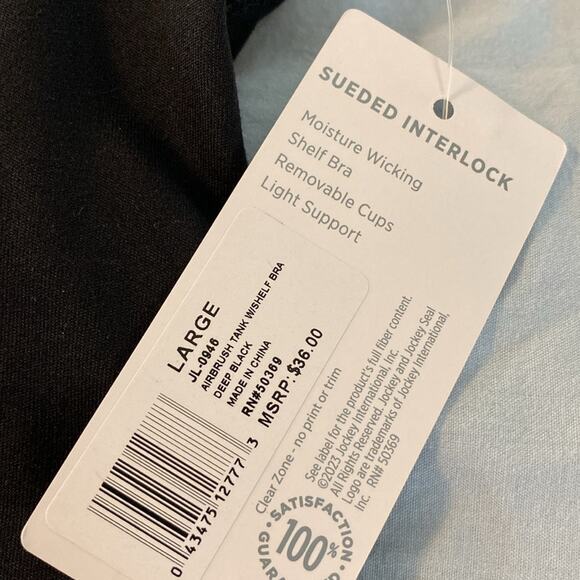 SUEDED INTERLOCK
Moisture Wicking
Shelf Bra
Removable Cups
Light Support
LARGE
JL-0946
AIRBRUSH TANK W/SHELF BRA
DEEP BLACK
MADE IN CHINA
RN#50369
MSRP: $36.00
0 43475 12777 3
Clear Zone - no print or trim
See label for the product's full fiber content.
©2023 Jockey International, Inc.
All Rights Reserved. Jockey and Jockey Seal
Logo are trademarks of Jockey International,
Inc. RN# 50369
SATISFACTION
100%